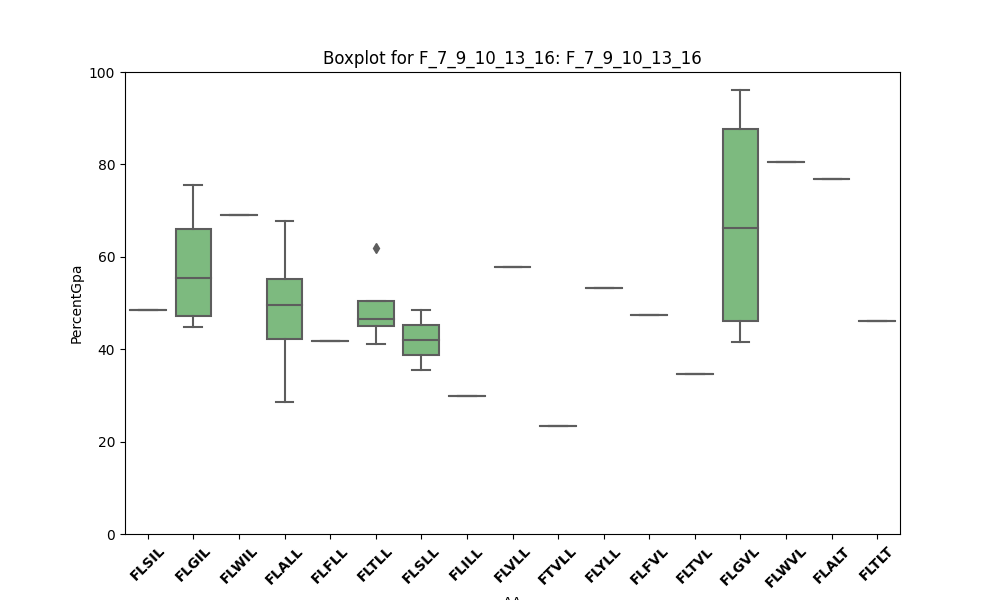 Boxplot for F_7_9_10_13_16: F_7_9_10_13_16
100
80
60
40
20
0
PercentGpa
FLSIL FLGIL FLWIL FLALL FLFLL FLTLL FLSLL FLILL FLVLL FTVLL FLYLL FLFVL FLTVL FLGVL FLWVL FLALT FLTLT